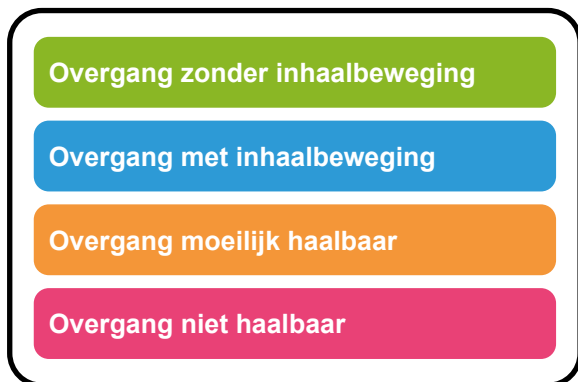 Overgang zonder inhaalbeweging
Overgang met inhaalbeweging
Overgang moeilijk haalbaar
Overgang niet haalbaar